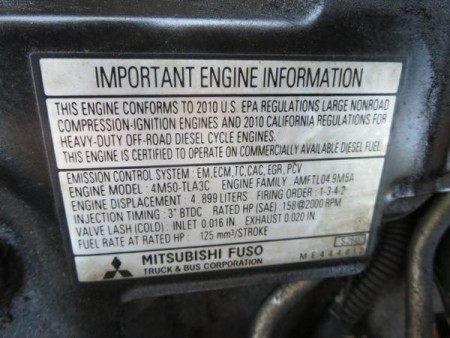 IMPORTANT ENGINE INFORMATION
THIS ENGINE CONFORMS TO 2010 U.S. EPA REGULATIONS LARGE NONROAD
COMPRESSION-IGNITION ENGINES AND 2010 CALIFORNIA REGULATIONS FOR
HEAVY-DUTY OFF-ROAD DIESEL CYCLE ENGINES.
THIS ENGINE IS CERTIFIED TO OPERATE ON COMMERCIALLY AVAILABLE DIESEL FUEL.
EMISSION CONTROL SYSTEM : EM,ECM,TC,CAC, EGR, PCV
ENGINE MODEL : 4M50-TLA3C ENGINE FAMILY : AMFTL04.9M5A
ENGINE DISPLACEMENT : 4.899 LITERS FIRING ORDER : 1-3-4-2
INJECTION TIMING : 3° BTDC RATED HP (SAE) : 158@2000 RPM
VALVE LASH (COLD) : INLET 0.016 IN. EXHAUST 0.020 IN.
FUEL RATE AT RATED HP 125 mm³/STROKE
MITSUBISHI FUSO
TRUCK & BUS CORPORATION